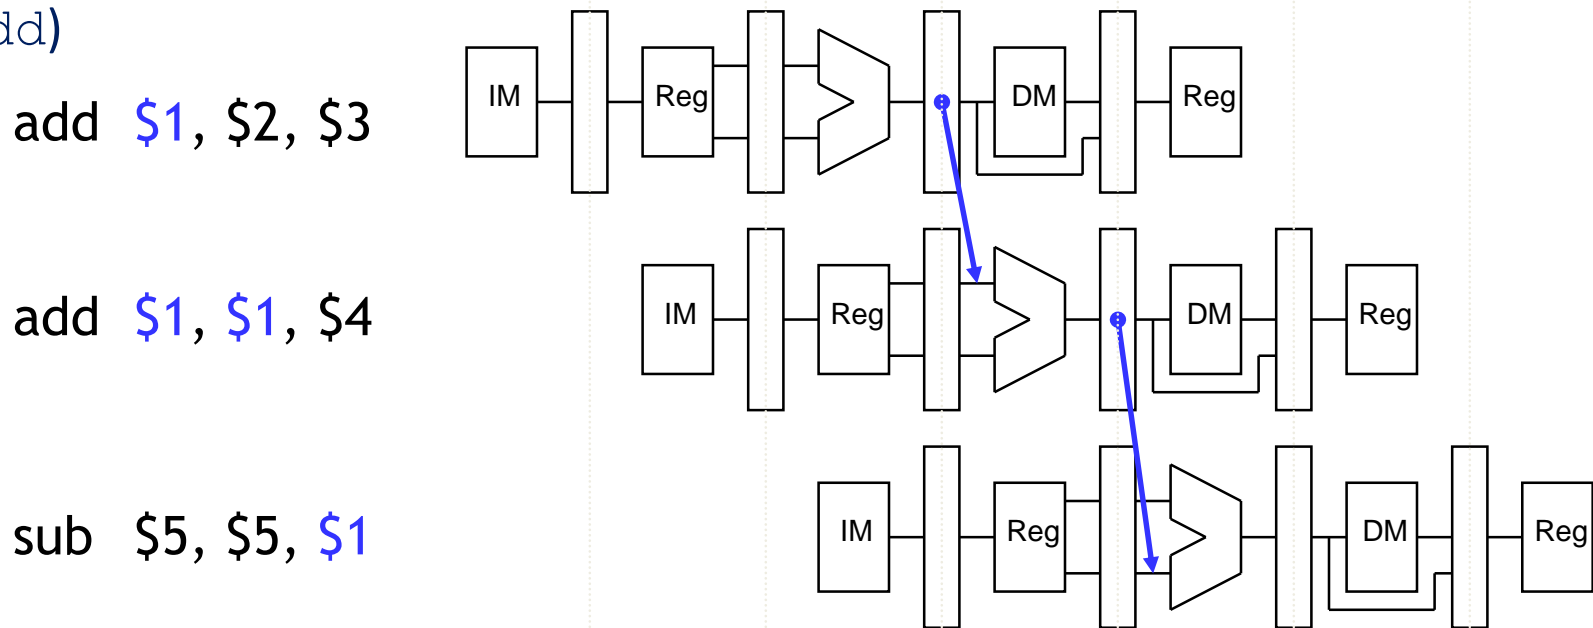 dd)
IM Reg DM Reg
add $1, $2, $3
IM Reg DM Reg
add $1, $1, $4
IM Reg DM Reg
sub $5, $5, $1